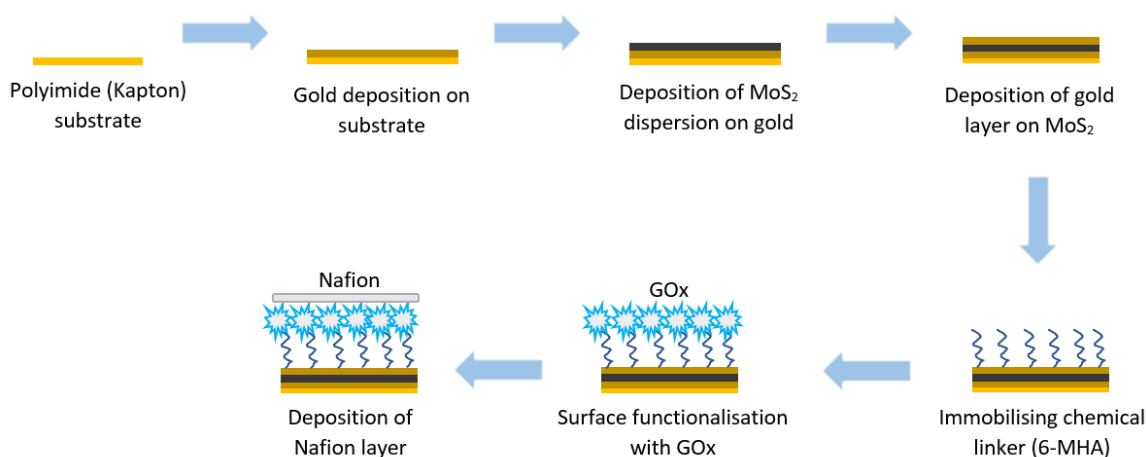 Polyimide (Kapton)
substrate
Gold deposition on
substrate
Deposition of MoS₂
dispersion on gold
Deposition of gold
layer on MoS₂
Nafion
Deposition of
Nafion layer
GOx
Surface functionalisation
with GOx
Immobilising chemical
linker (6-MHA)